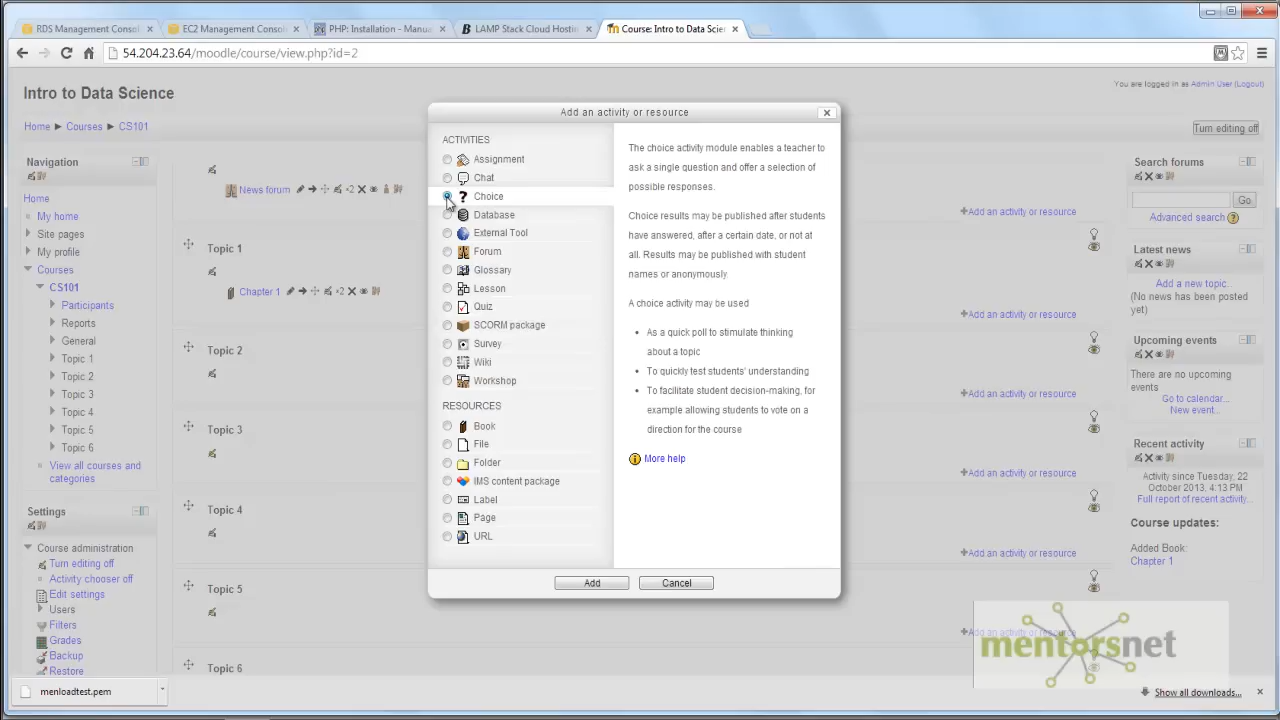 RDS Management Consol
EC2 Management Consol
PHP: Installation - Manua
LAMP Stack Cloud Hostin
Course: Intro to Data Scien
54.204.23.64/moodle/course/view.php?id=2
Intro to Data Science
You are logged in as Admin User (Logout)
Home ► Courses ► CS101
Turn editing off
Navigation
Home
My home
Site pages
My profile
Courses
CS101
Participants
Reports
General
Topic 1
Topic 2
Topic 3
Topic 4
Topic 5
Topic 6
View all courses and
categories
Settings
Course administration
Turn editing off
Activity chooser off
Edit settings
Users
Filters
Grades
Backup
Restore
News forum
+2
+Add an activity or resource
Topic 1
Chapter 1
+2
+Add an activity or resource
Topic 2
+Add an activity or resource
Topic 3
+Add an activity or resource
Topic 4
+Add an activity or resource
Topic 5
+Add an activity or resource
Topic 6
Add an activity or resource
ACTIVITIES
Assignment
Chat
Choice
Database
External Tool
Forum
Glossary
Lesson
Quiz
SCORM package
Survey
Wiki
Workshop
RESOURCES
Book
File
Folder
IMS content package
Label
Page
URL
The choice activity module enables a teacher to
ask a single question and offer a selection of
possible responses.
Choice results may be published after students
have answered, after a certain date, or not at
all. Results may be published with student
names or anonymously.
A choice activity may be used
As a quick poll to stimulate thinking
about a topic
To quickly test students' understanding
To facilitate student decision-making, for
example allowing students to vote on a
direction for the course
More help
Add
Cancel
Search forums
Go
Advanced search
Latest news
Add a new topic...
(No news has been posted
yet)
Upcoming events
There are no upcoming
events
Go to calendar...
New event...
Recent activity
Activity since Tuesday, 22
October 2013, 4:13 PM
Full report of recent activity...
Course updates:
Added Book:
Chapter 1
mentorsnet
menloadtest.pem
Show all downloads...